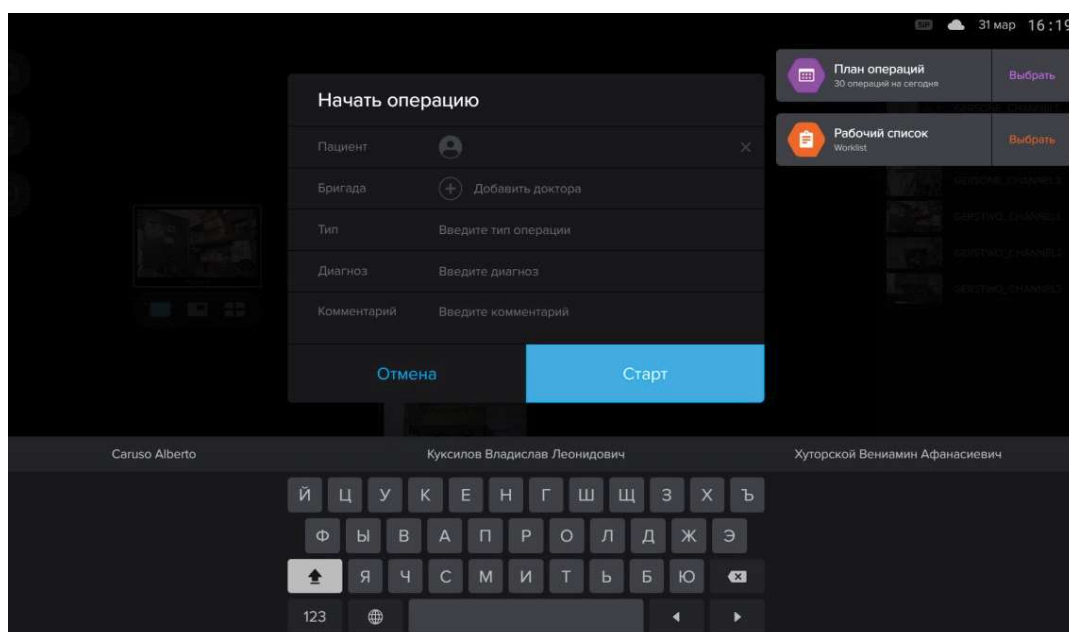 SIP 31 мар 16:19
План операций
30 операций на сегодня
Выбрать
Рабочий список
Worklist
Выбрать
Начать операцию
Пациент
Бригада Добавить доктора
Тип Введите тип операции
Диагноз Введите диагноз
Комментарий Введите комментарий
Отмена Старт
GERSTWO_CHANNEL2
Caruso Alberto Куксилов Владислав Леонидович Хуторской Вениамин Афанасиевич
Й Ц У К Е Н Г Ш Щ З Х Ъ
Ф Ы В А П Р О Л Д Ж Э
Я Ч С М И Т Ь Б Ю
123